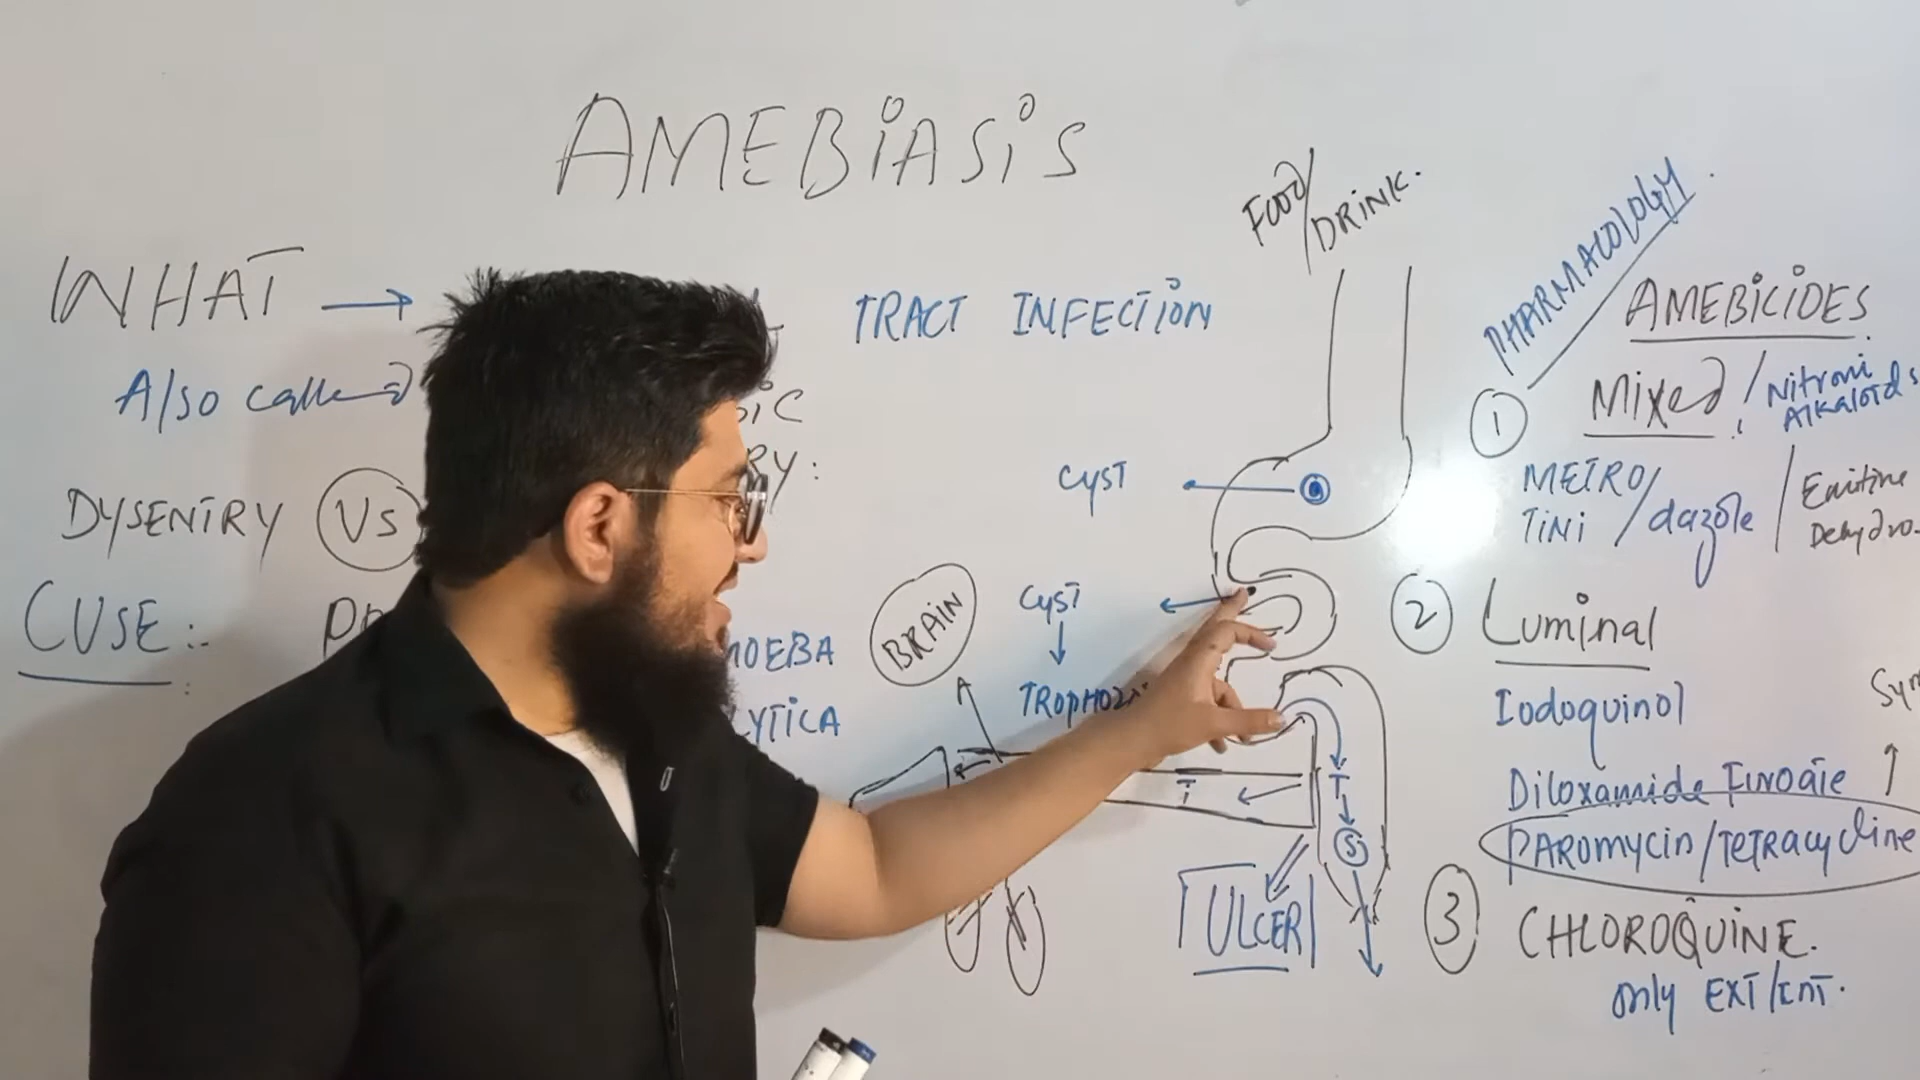 AMEBIASIS
WHAT → TRACT INFECTION
Also called
DYSENTRY VS
CUSE:-
MOEBA
LYTICA
BRAIN
FOOD/DRINK.
CYST
CYST
↓
TROPHOZ
T
T
S
ULCER
PHARMACOLOGY
AMEBICIDES
1 Mixed / Nitroni
Alkaloids
METRO/
TINI /dazole / Emitine
Dehydro.
2 Luminal
Iodoquinol
Sym
Diloxamide Furoate ↑
PAROMYCIN/TETRACYCLINE
3 CHLOROQUINE.
only EXT/INT.